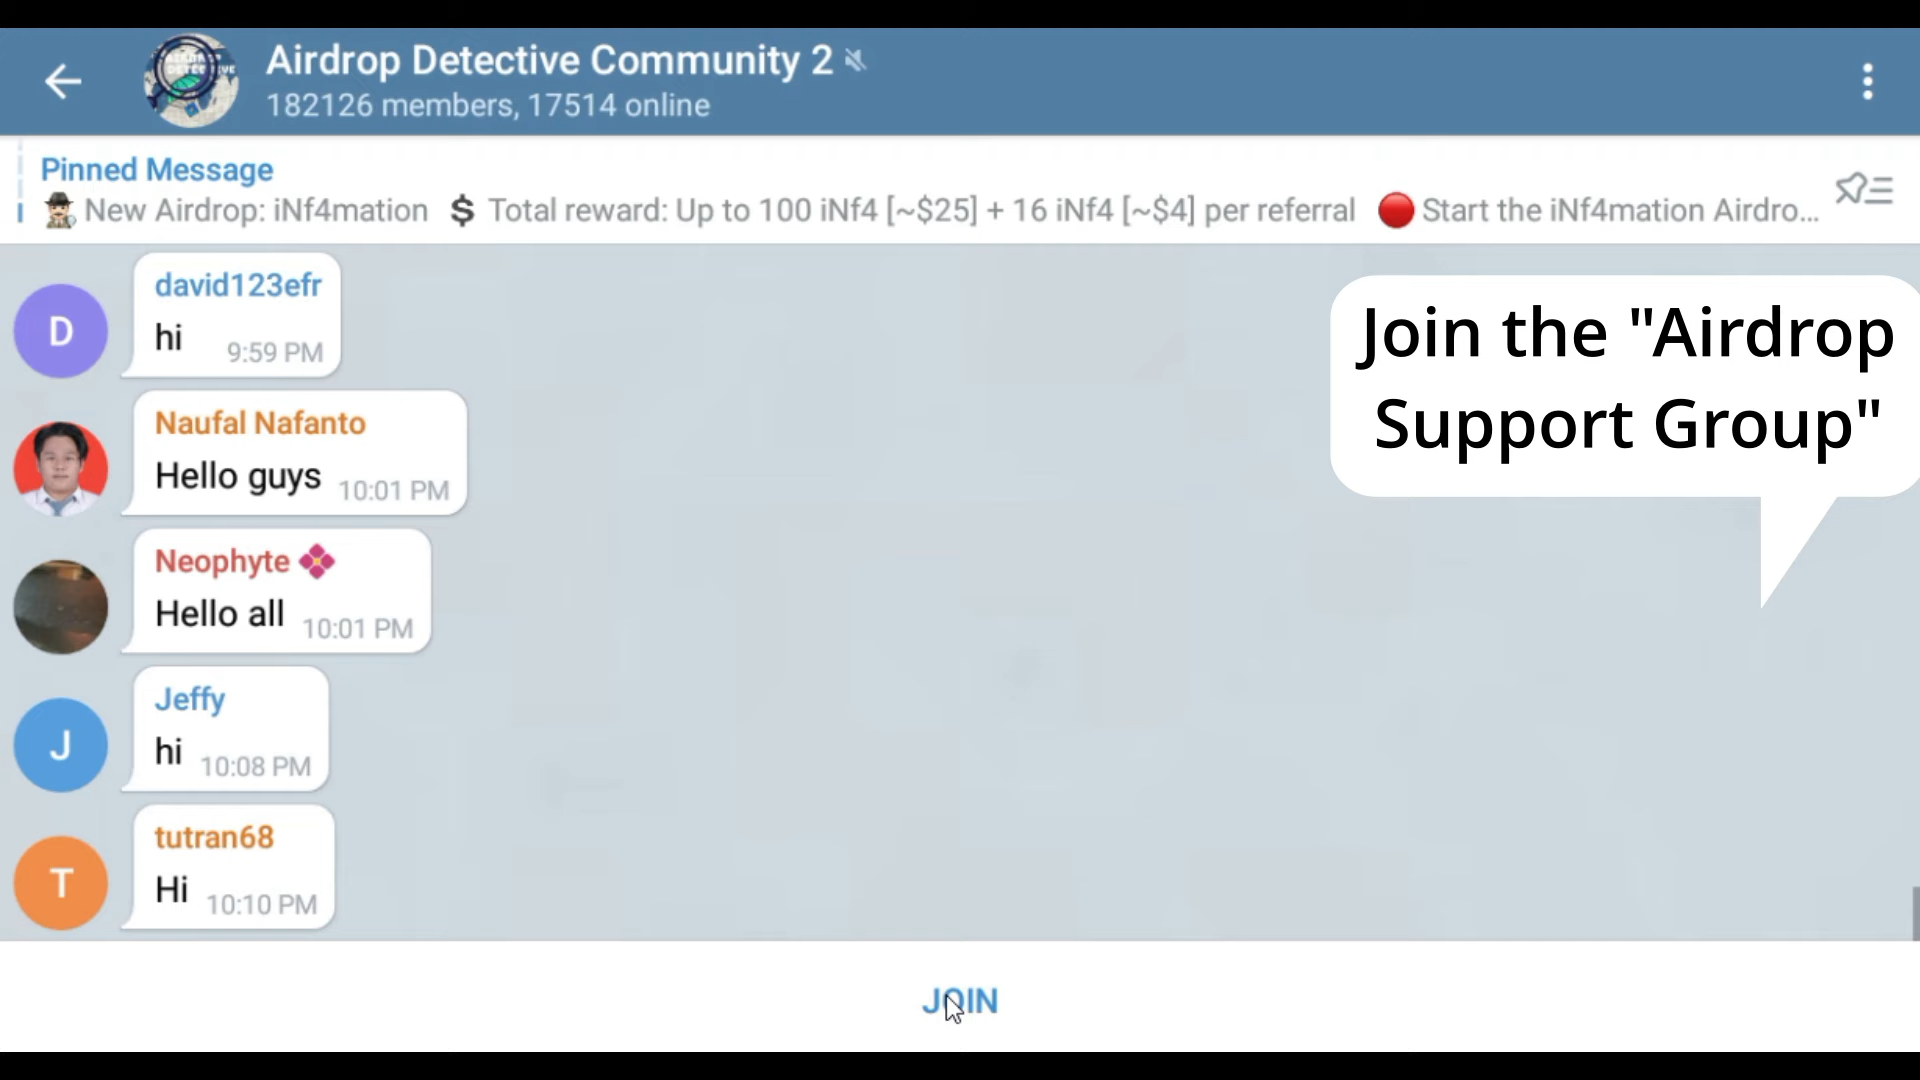 Airdrop Detective Community 2
182126 members, 17514 online
Pinned Message
New Airdrop: iNf4mation $ Total reward: Up to 100 iNf4 [~$25] + 16 iNf4 [~$4] per referral 🔴 Start the iNf4mation Airdro...
david123efr
hi 9:59 PM
Join the "Airdrop
Support Group"
Naufal Nafanto
Hello guys 10:01 PM
Neophyte
Hello all 10:01 PM
J
Jeffy
hi 10:08 PM
T
tutran68
Hi 10:10 PM
JOIN